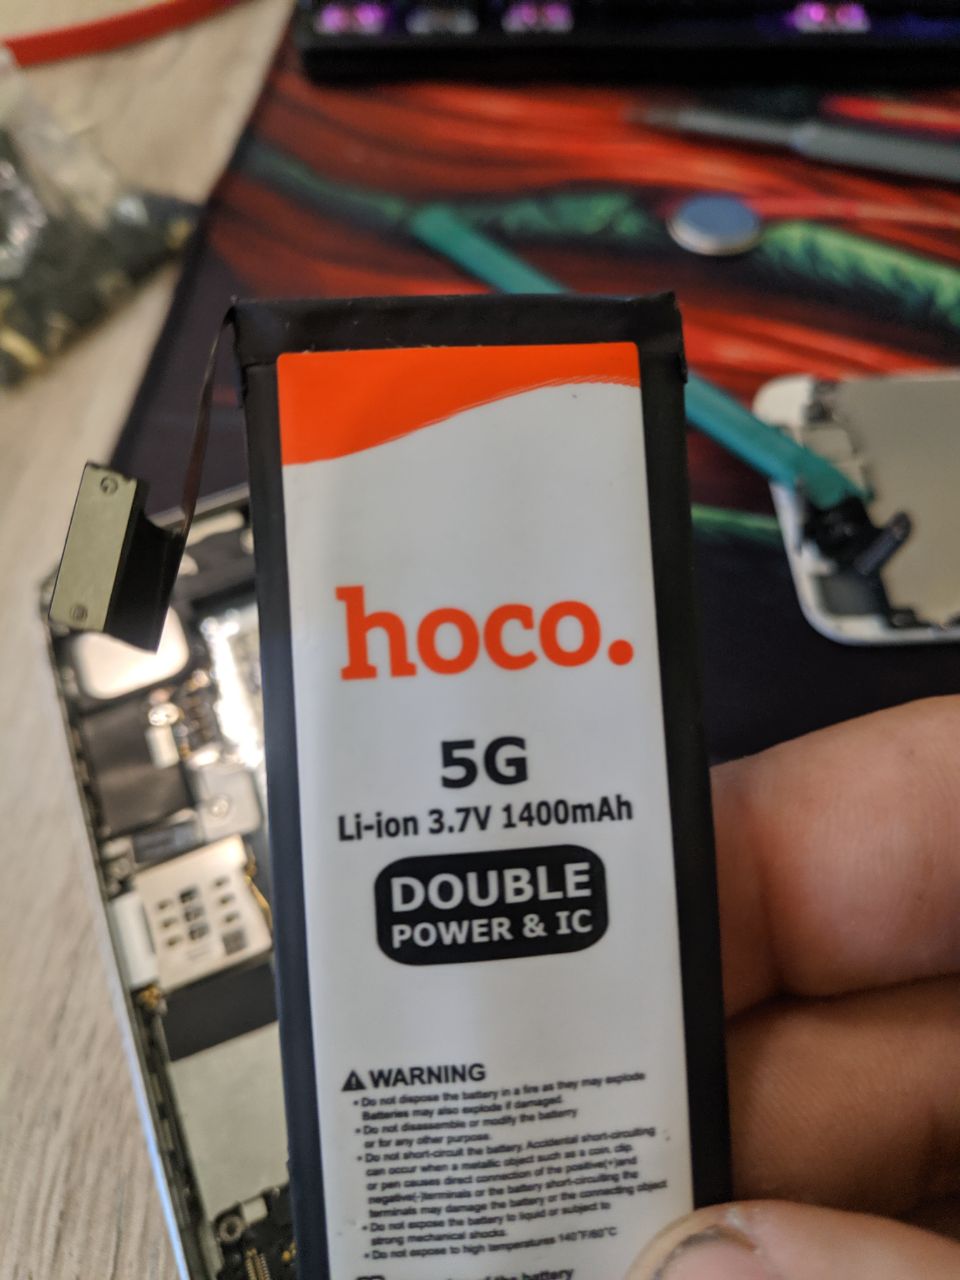 hoco.
5G
Li-ion 3.7V 1400mAh
DOUBLE
POWER & IC
WARNING
• Do not dispose the battery in a fire as they may explode
Batteries may also explode if damaged.
• Do not disassemble or modify the battery
or for any other purpose.
• Do not short-circuit the battery. Accidental short-circuiting
can occur when a metallic object such as a coin, clip,
or pen causes direct connection of the positive(+)and
negative(-)terminals or the battery short-circuiting the
terminals may damage the battery or the connecting object
• Do not expose the battery to liquid or subject to
strong mechanical shocks.
• Do not expose to high temperatures 140°F/60°C
of the battery